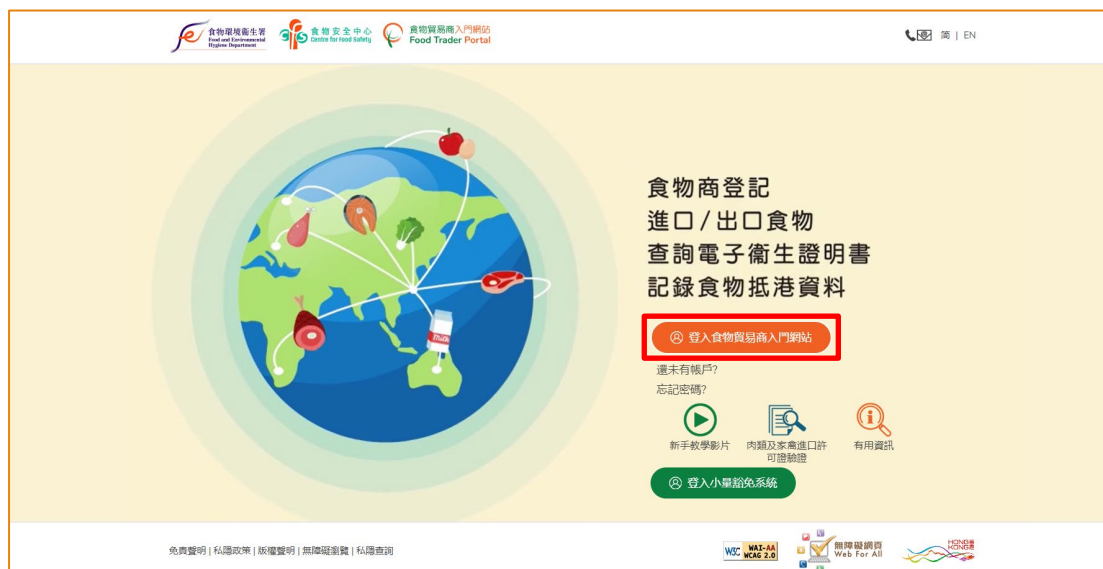 食物環境衞生署
Food and Environmental
Hygiene Department
食物安全中心
Centre for Food Safety
食物貿易商入門網站
Food Trader Portal
简 | EN
食物商登記
進口/出口食物
查詢電子衞生證明書
記錄食物抵港資料
登入食物貿易商入門網站
還未有帳戶?
忘記密碼?
新手教學影片
肉類及家禽進口許
可證驗證
有用資訊
登入小量豁免系統
Milk
免責聲明 | 私隱政策 | 版權聲明 | 無障礙瀏覽 | 私隱查詢
W3C WAI-AA
WCAG 2.0
無障礙網頁
Web For All
HONG
KONG